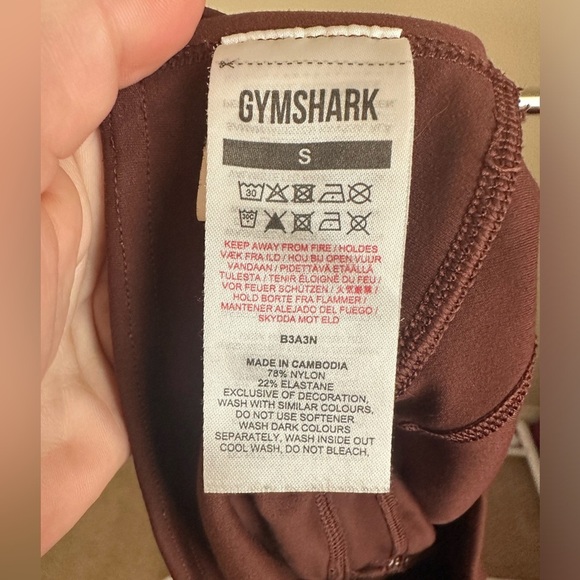 GYMSHARK
S
30
30C
KEEP AWAY FROM FIRE / HOLDES
VÆK FRA ILD / HOU BIJ OPEN VUUR
VANDAAN / PIDETTÄVÄ ETÄÄLLÄ
TULESTA / TENIR ÉLOIGNÉ DU FEU /
VOR FEUER SCHÜTZEN / 火気厳禁 /
HOLD BORTE FRA FLAMMER /
MANTENER ALEJADO DEL FUEGO /
SKYDDA MOT ELD
B3A3N
MADE IN CAMBODIA
78% NYLON
22% ELASTANE
EXCLUSIVE OF DECORATION,
WASH WITH SIMILAR COLOURS,
DO NOT USE SOFTENER
WASH DARK COLOURS
SEPARATELY, WASH INSIDE OUT
COOL WASH, DO NOT BLEACH.